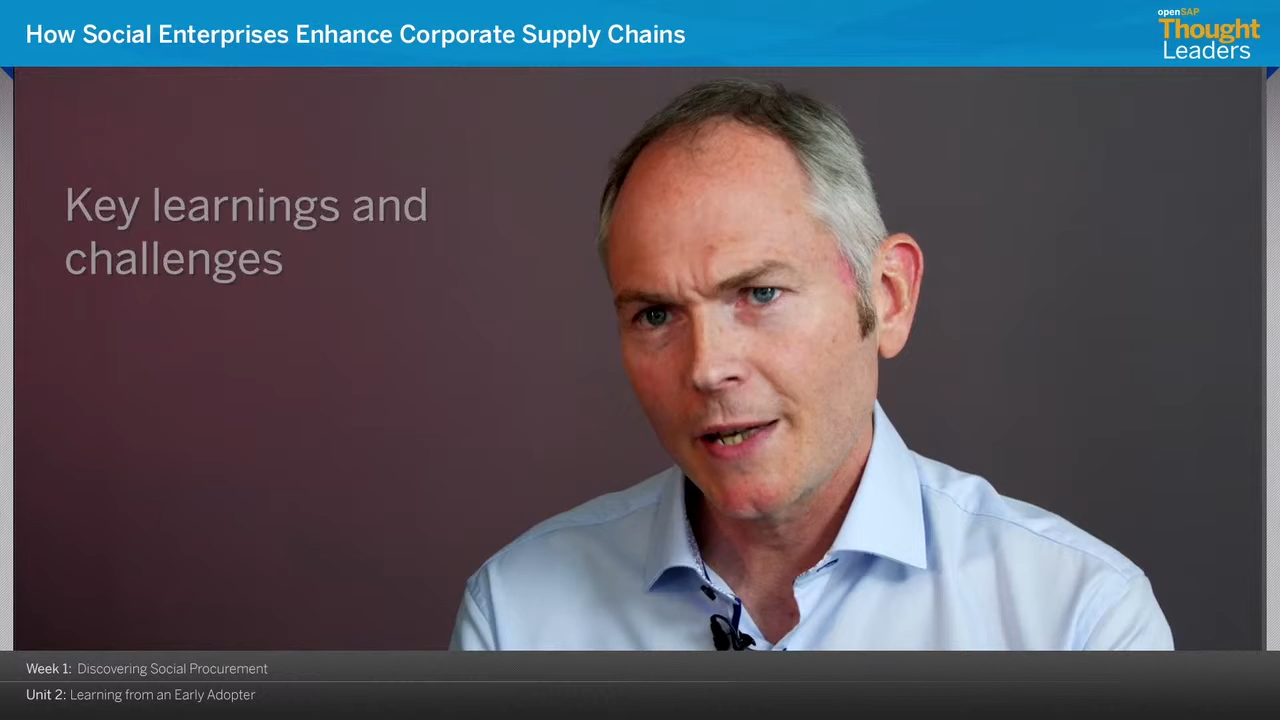 How Social Enterprises Enhance Corporate Supply Chains
openSAP
Thought
Leaders
Key learnings and
challenges
Week 1: Discovering Social Procurement
Unit 2: Learning from an Early Adopter